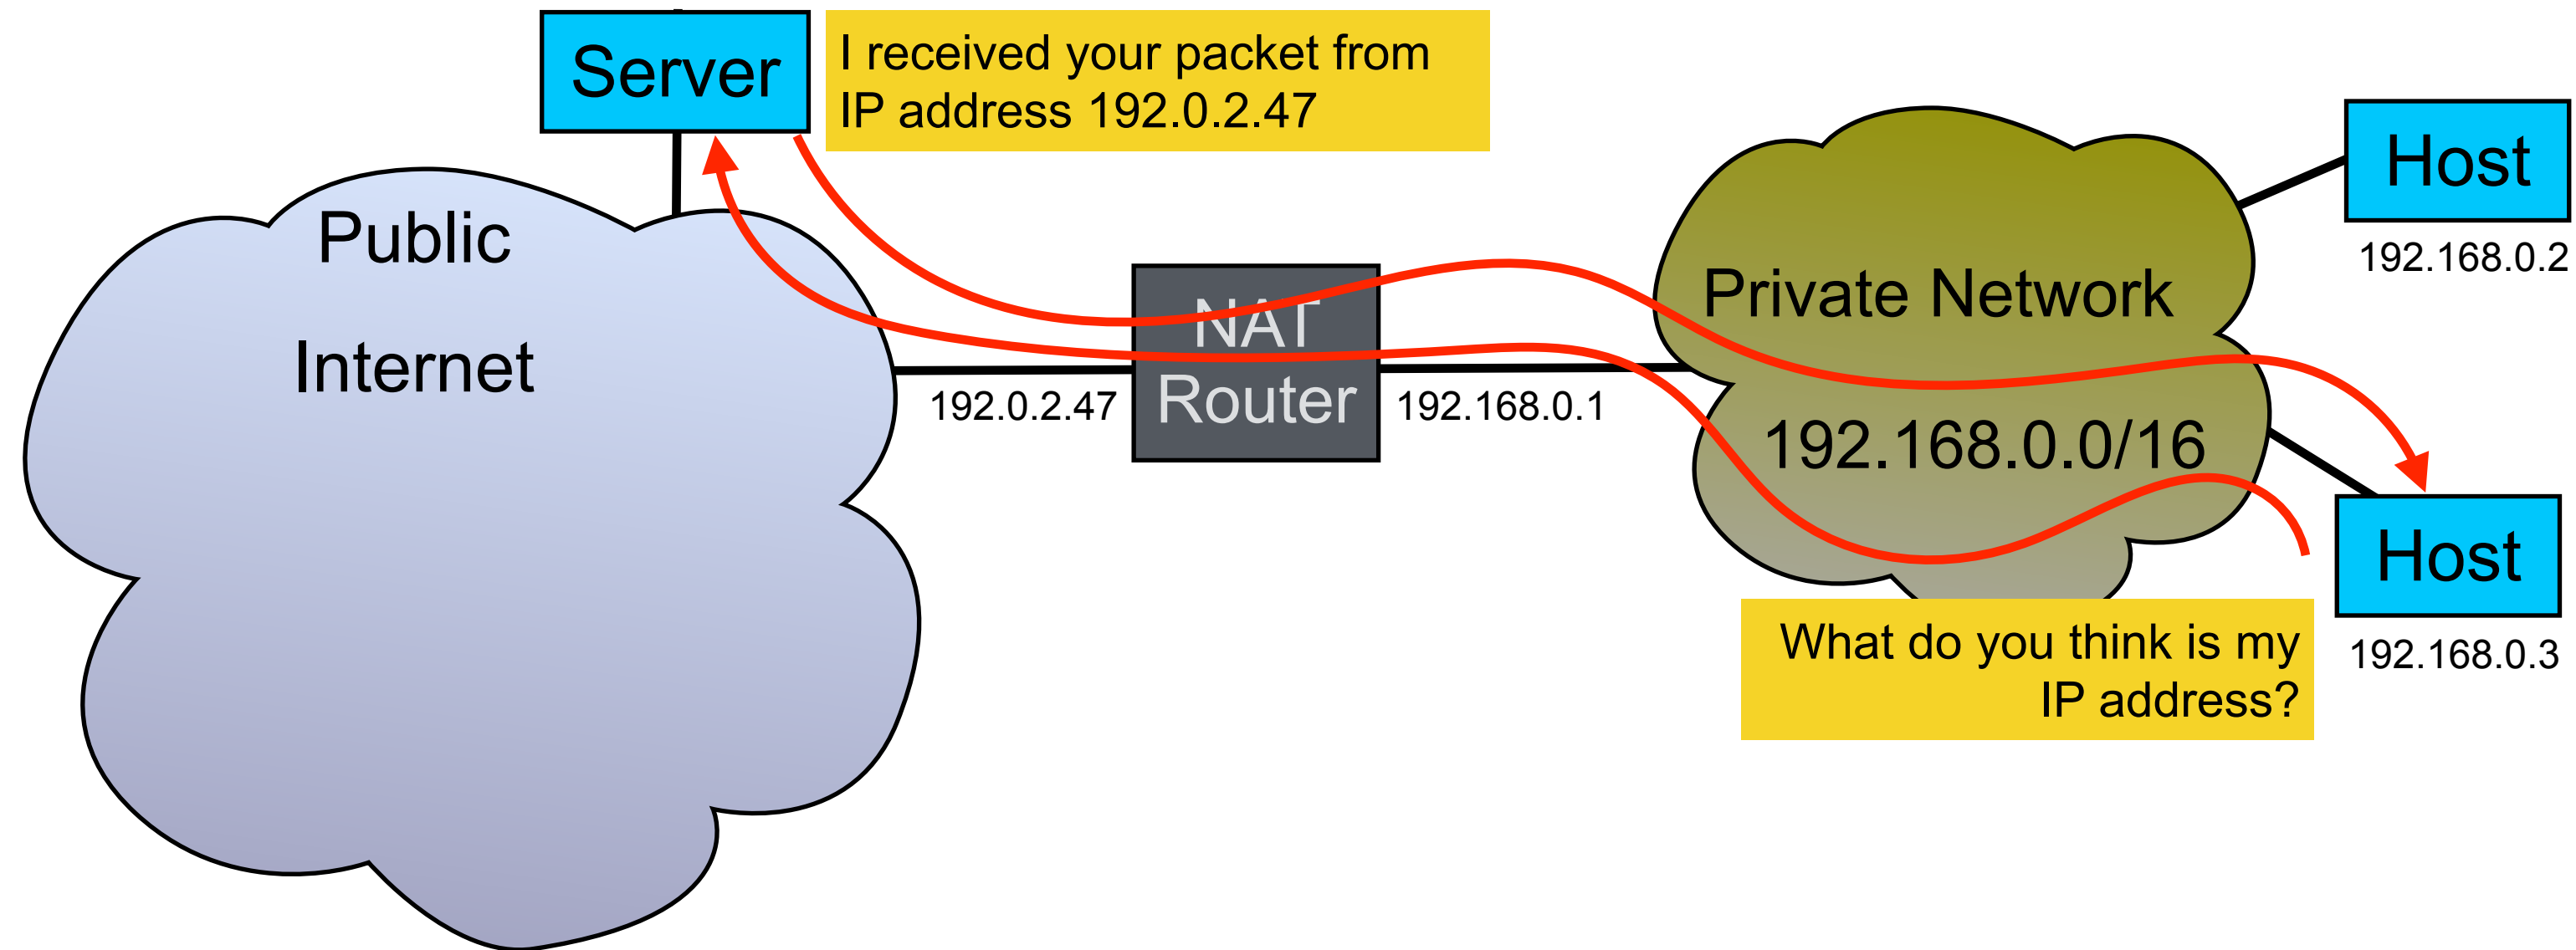 Server
I received your packet from
IP address 192.0.2.47
Host
192.168.0.2
Public
Internet
NAT
Router
192.0.2.47
192.168.0.1
Private Network
192.168.0.0/16
Host
192.168.0.3
What do you think is my
IP address?